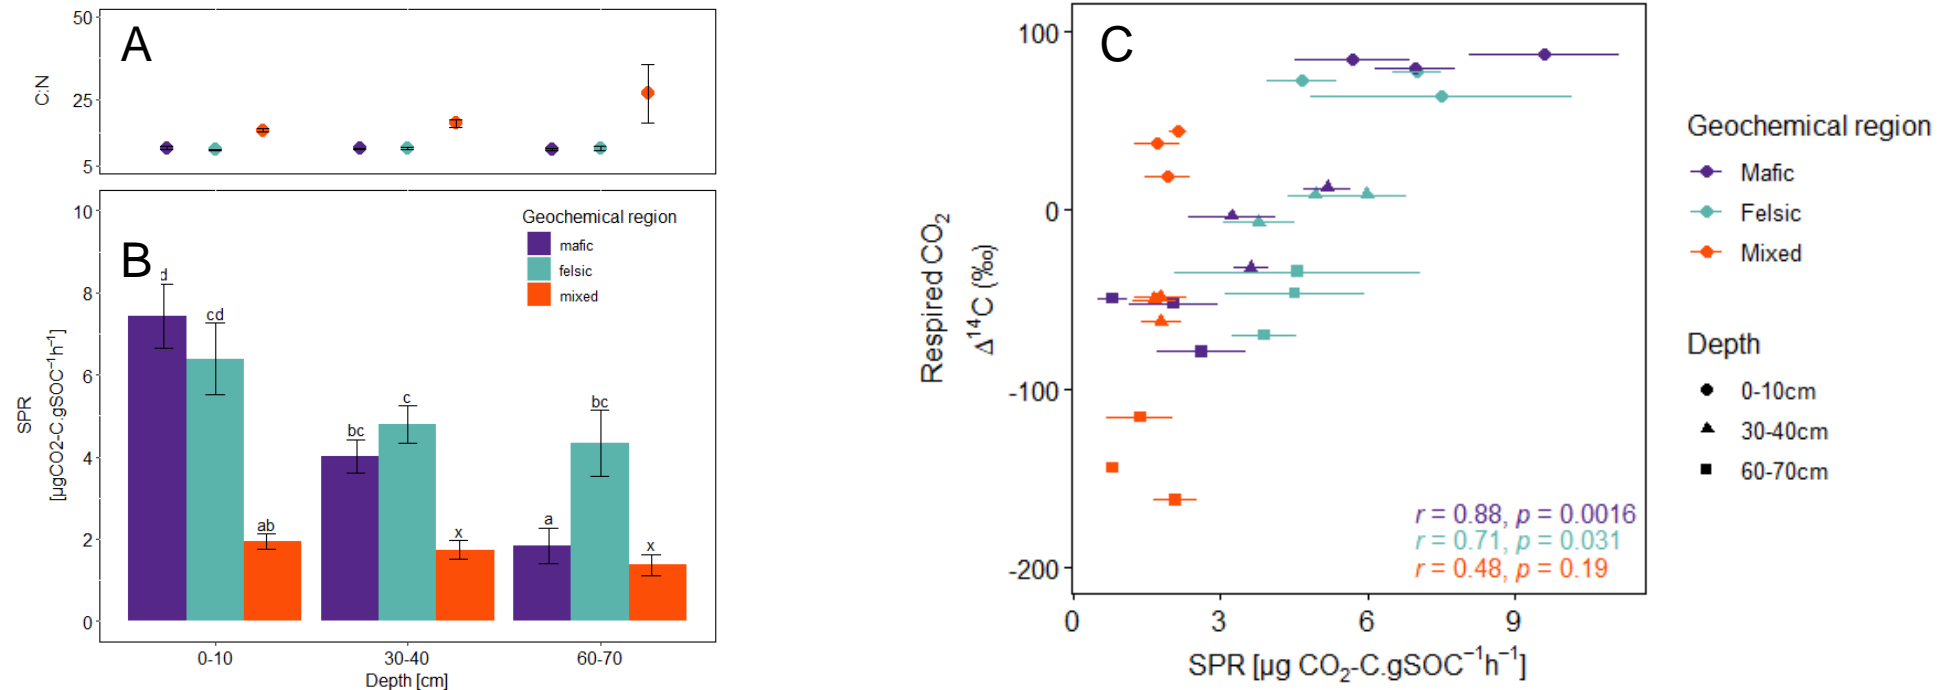 A
50
25
5
C:N
B
10
8
6
4
2
0
SPR
[µgCO2-C.gSOC⁻¹h⁻¹]
Geochemical region
mafic
felsic
mixed
d
cd
ab
bc
c
x
a
bc
x
0-10
30-40
60-70
Depth [cm]
C
100
0
-100
-200
Respired CO₂
Δ¹⁴C (‰)
r = 0.88, p = 0.0016
r = 0.71, p = 0.031
r = 0.48, p = 0.19
0
3
6
9
SPR [µg CO₂-C.gSOC⁻¹h⁻¹]
Geochemical region
Mafic
Felsic
Mixed
Depth
0-10cm
30-40cm
60-70cm